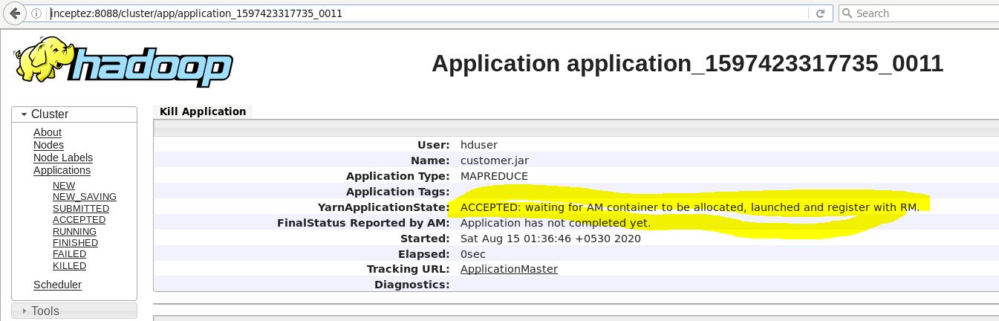 inceptez:8088/cluster/app/application_1597423317735_0011
Search
hadoop
Application application_1597423317735_0011
Cluster
About
Nodes
Node Labels
Applications
NEW
NEW_SAVING
SUBMITTED
ACCEPTED
RUNNING
FINISHED
FAILED
KILLED
Scheduler
Tools
Kill Application
User: hduser
Name: customer.jar
Application Type: MAPREDUCE
Application Tags:
YarnApplicationState: ACCEPTED: waiting for AM container to be allocated, launched and register with RM.
FinalStatus Reported by AM: Application has not completed yet.
Started: Sat Aug 15 01:36:46 +0530 2020
Elapsed: 0sec
Tracking URL: ApplicationMaster
Diagnostics: